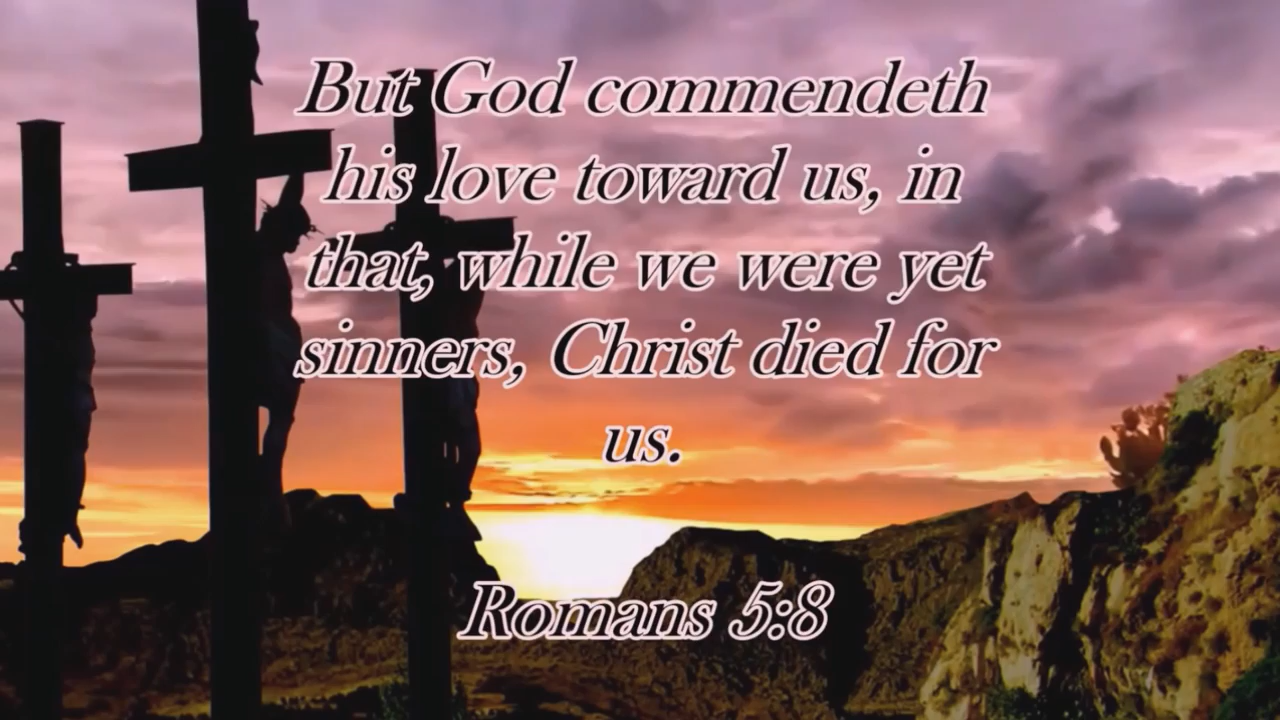 But God commendeth
his love toward us, in
that, while we were yet
sinners, Christ died for
us.
Romans 5:8